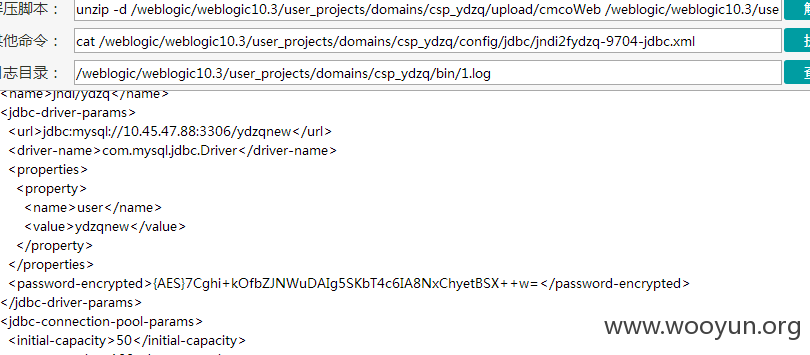 解压脚本： unzip -d /weblogic/weblogic10.3/user_projects/domains/csp_ydzq/upload/cmcoWeb /weblogic/weblogic10.3/use
其他命令： cat /weblogic/weblogic10.3/user_projects/domains/csp_ydzq/config/jdbc/jndi2fydzq-9704-jdbc.xml
日志目录： /weblogic/weblogic10.3/user_projects/domains/csp_ydzq/bin/1.log
<name>jndi/ydzq</name>
<jdbc-driver-params>
<url>jdbc:mysql://10.45.47.88:3306/ydzqnew</url>
<driver-name>com.mysql.jdbc.Driver</driver-name>
<properties>
<property>
<name>user</name>
<value>ydzqnew</value>
</property>
</properties>
<password-encrypted>{AES}7Cghi+kOfbZJNWuDAIg5SKbT4c6IA8NxChyetBSX++w=</password-encrypted>
</jdbc-driver-params>
<jdbc-connection-pool-params>
<initial-capacity>50</initial-capacity>
www.wooyun.org